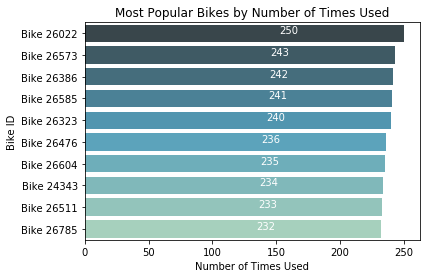 Most Popular Bikes by Number of Times Used
Bike 26022 250
Bike 26573 243
Bike 26386 242
Bike 26585 241
Bike 26323 240
Bike 26476 236
Bike 26604 235
Bike 24343 234
Bike 26511 233
Bike 26785 232
Bike ID
0 50 100 150 200 250
Number of Times Used